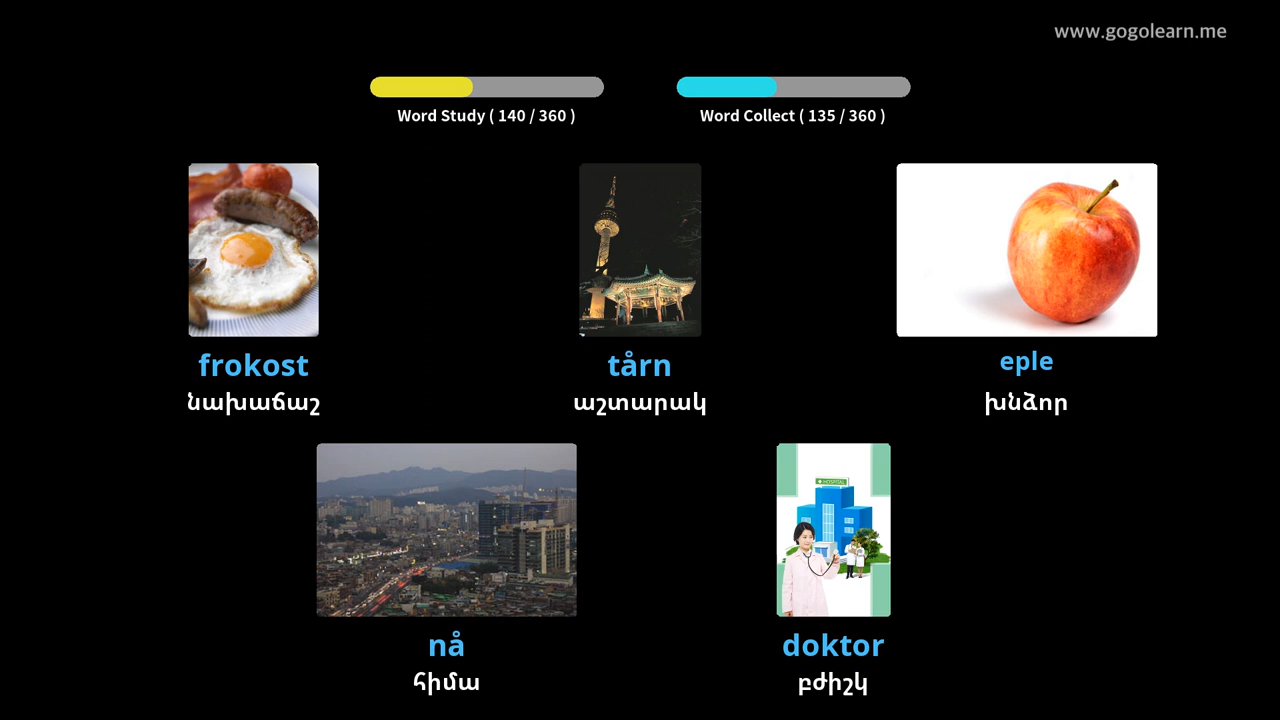 www.gogolearn.me
Word Study ( 140 / 360 )
Word Collect ( 135 / 360 )
frokost
նախաճաշ
tårn
աշտարակ
eple
խնձոր
HOSPITAL
nå
հիմա
doktor
բժիշկ